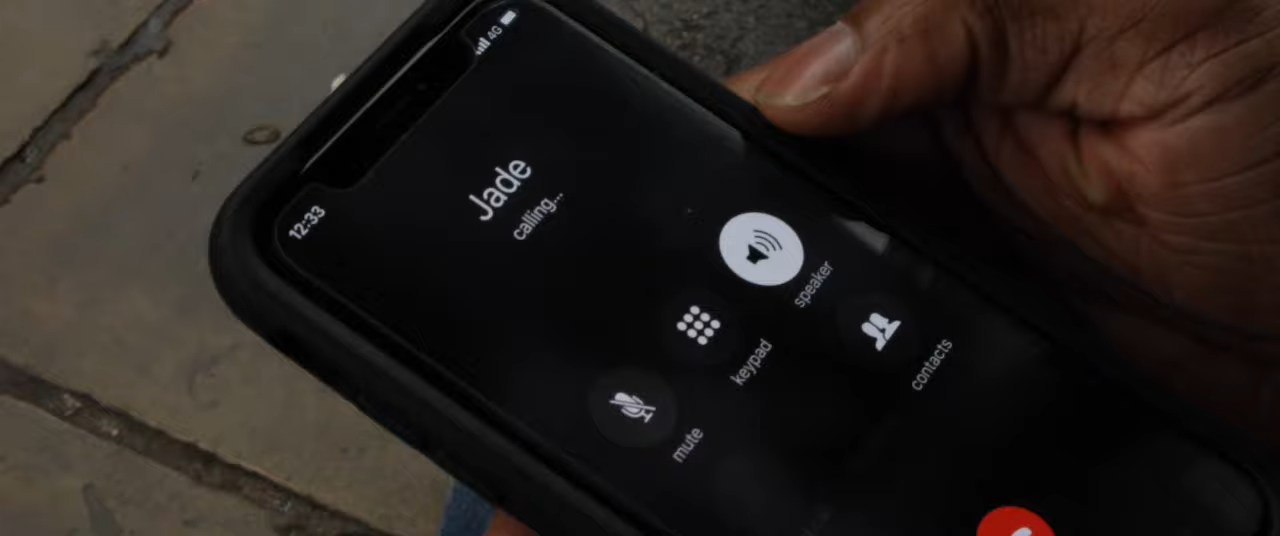 12:33
4G
Jade
calling...
mute
keypad
speaker
contacts